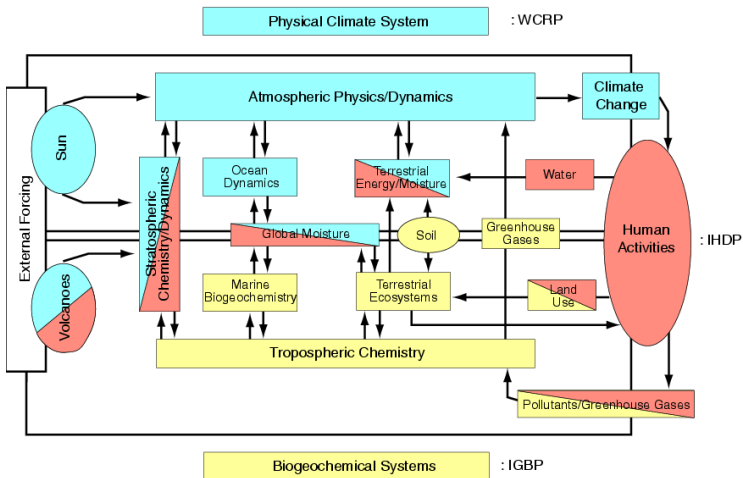 Physical Climate System : WCRP
Atmospheric Physics/Dynamics
Climate
Change
Sun
External Forcing
Stratospheric
Chemistry/Dynamics
Ocean
Dynamics
Terrestrial
Energy/Moisture
Water
Global Moisture
Soil
Greenhouse
Gases
Human
Activities
: IHDP
Volcanoes
Marine
Biogeochemistry
Terrestrial
Ecosystems
Land
Use
Tropospheric Chemistry
Pollutants/Greenhouse Gases
Biogeochemical Systems : IGBP